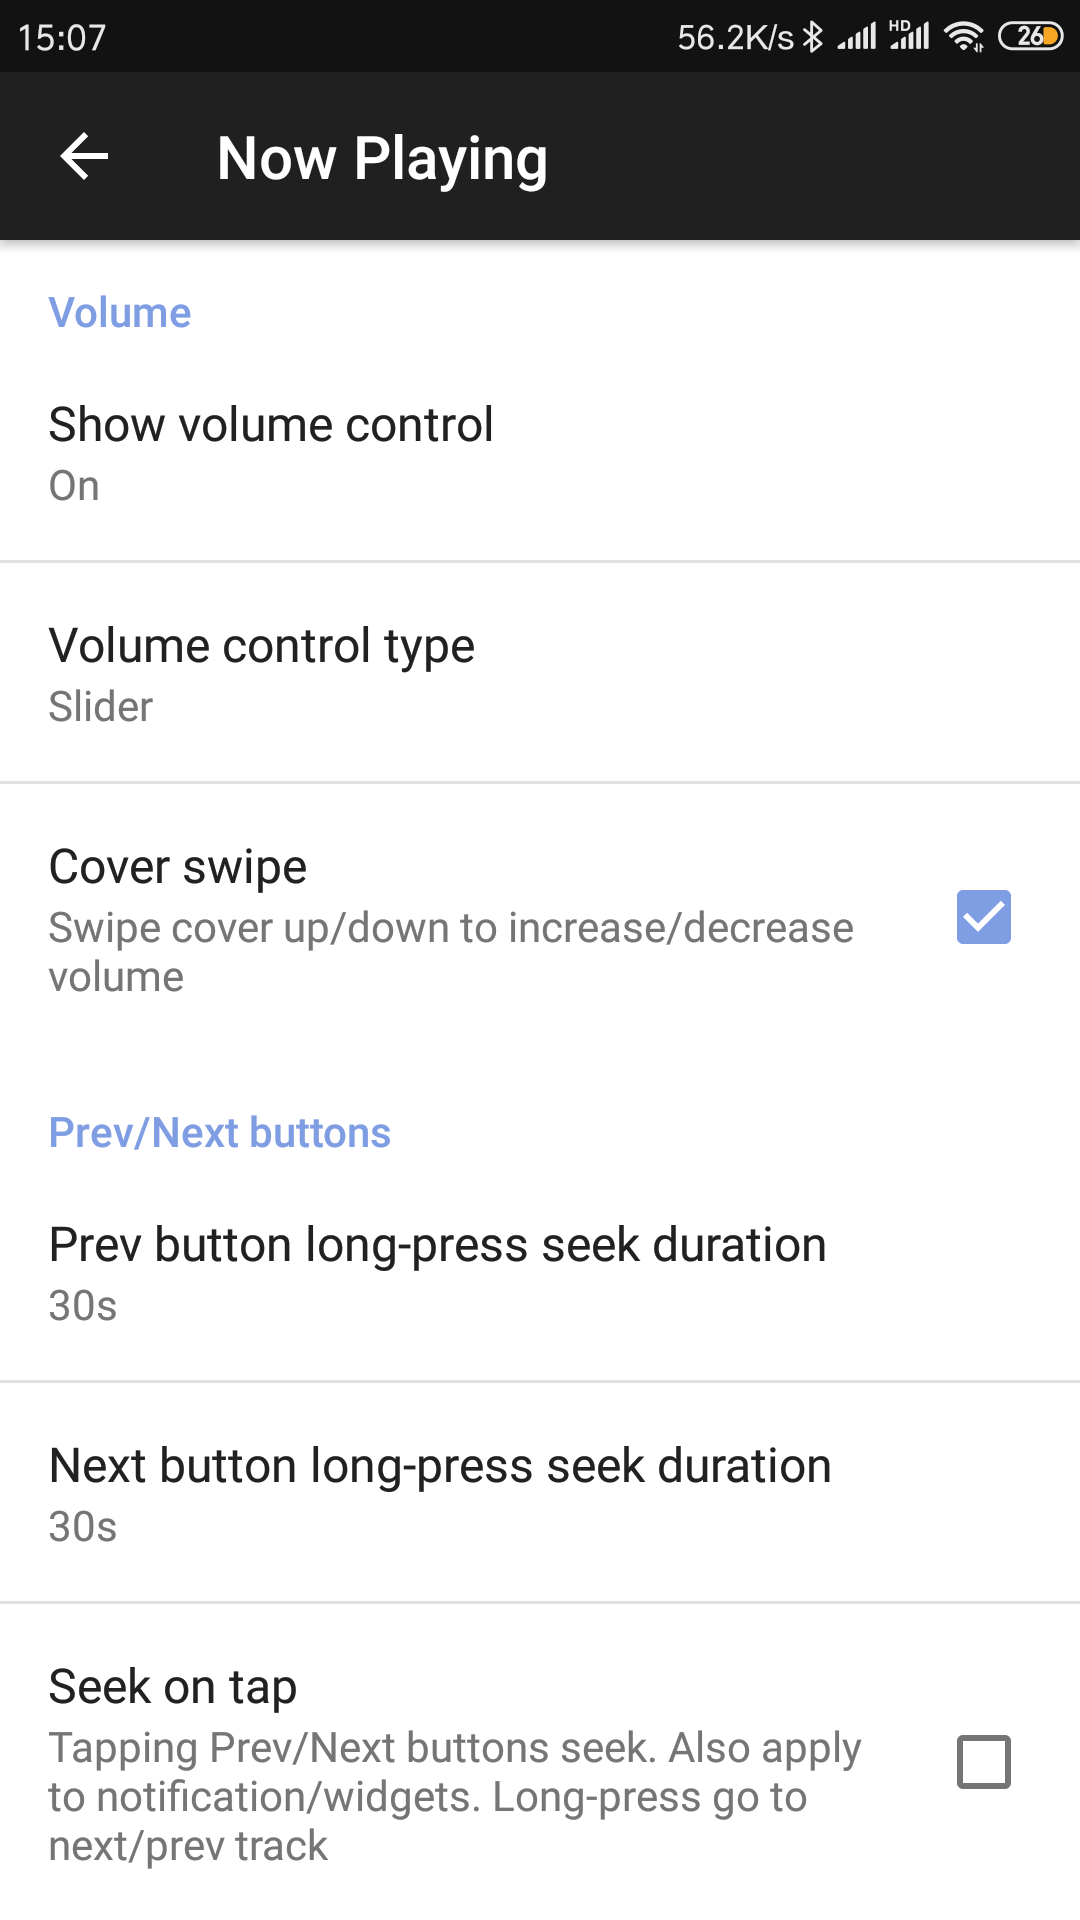 15:07
56.2K/s HD 26
Now Playing
Volume
Show volume control
On
Volume control type
Slider
Cover swipe
Swipe cover up/down to increase/decrease
volume
Prev/Next buttons
Prev button long-press seek duration
30s
Next button long-press seek duration
30s
Seek on tap
Tapping Prev/Next buttons seek. Also apply
to notification/widgets. Long-press go to
next/prev track